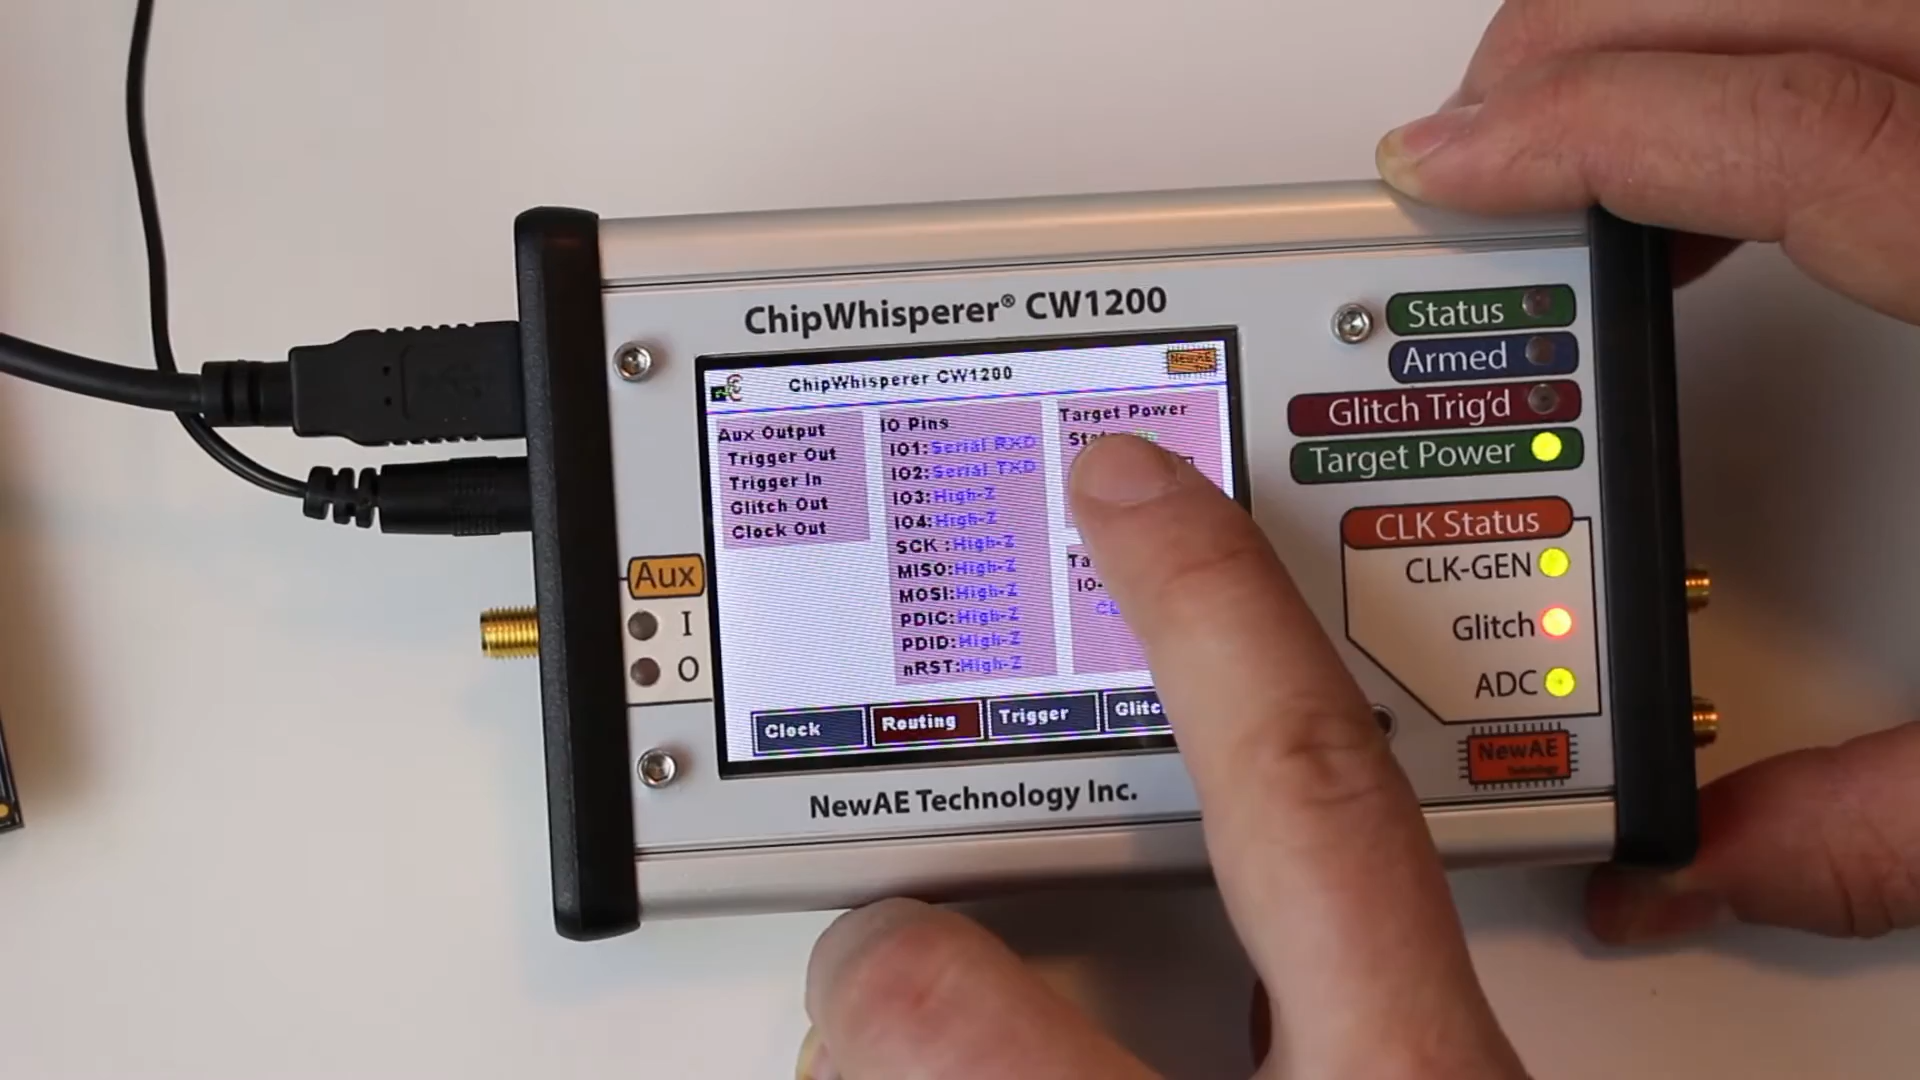 ChipWhisperer® CW1200
ChipWhisperer CW1200
NewAE
Aux Output
Trigger Out
Trigger In
Glitch Out
Clock Out
IO Pins
IO1:Serial RXD
IO2:Serial TXD
IO3:High-Z
IO4:High-Z
SCK :High-Z
MISO:High-Z
MOSI:High-Z
PDIC:High-Z
PDID:High-Z
nRST:High-Z
Target Power
Clock
Routing
Trigger
NewAE Technology Inc.
Aux
I
O
Status
Armed
Glitch Trig'd
Target Power
CLK Status
CLK-GEN
Glitch
ADC
NewAE
Technology